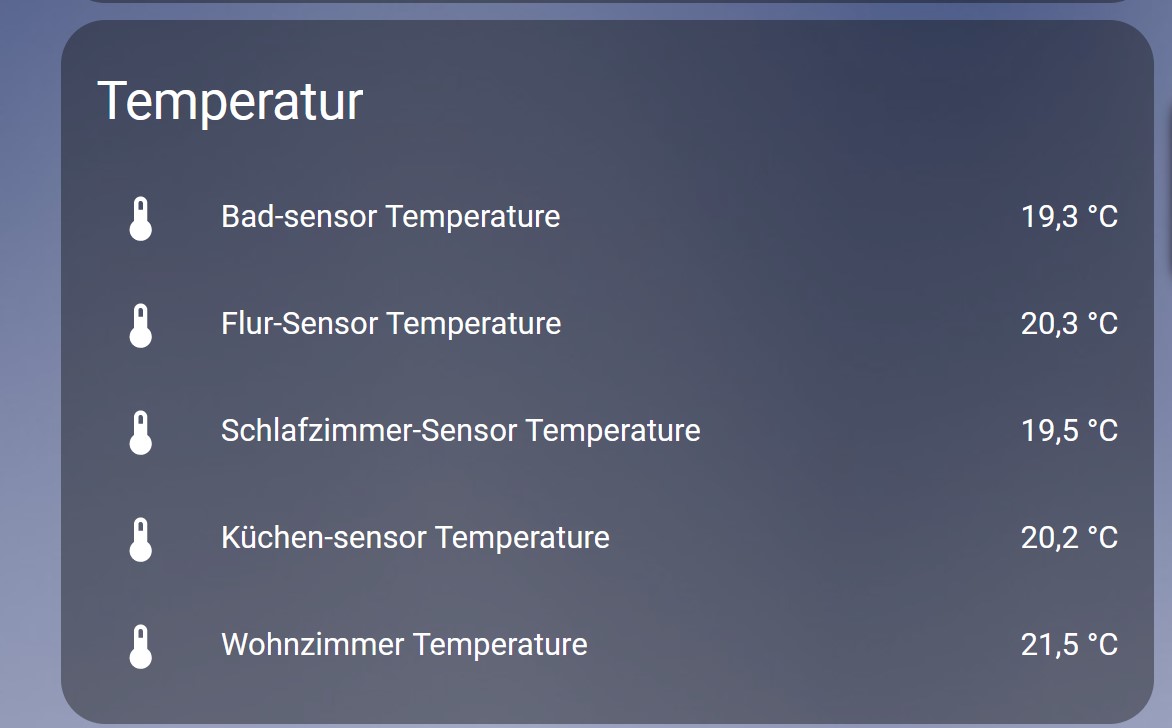 Temperatur
Bad-sensor Temperature 19,3 °C
Flur-Sensor Temperature 20,3 °C
Schlafzimmer-Sensor Temperature 19,5 °C
Küchen-sensor Temperature 20,2 °C
Wohnzimmer Temperature 21,5 °C